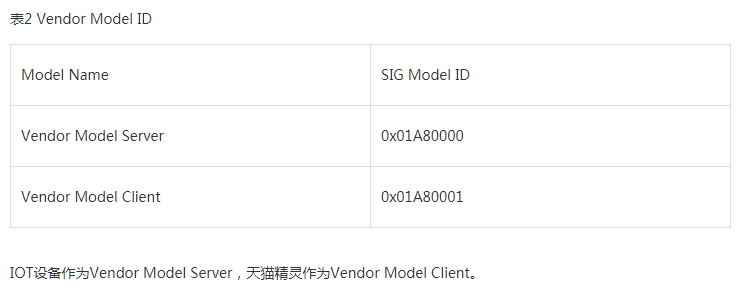 表2 Vendor Model ID
Model Name SIG Model ID
Vendor Model Server 0x01A80000
Vendor Model Client 0x01A80001
IOT设备作为Vendor Model Server，天猫精灵作为Vendor Model Client。